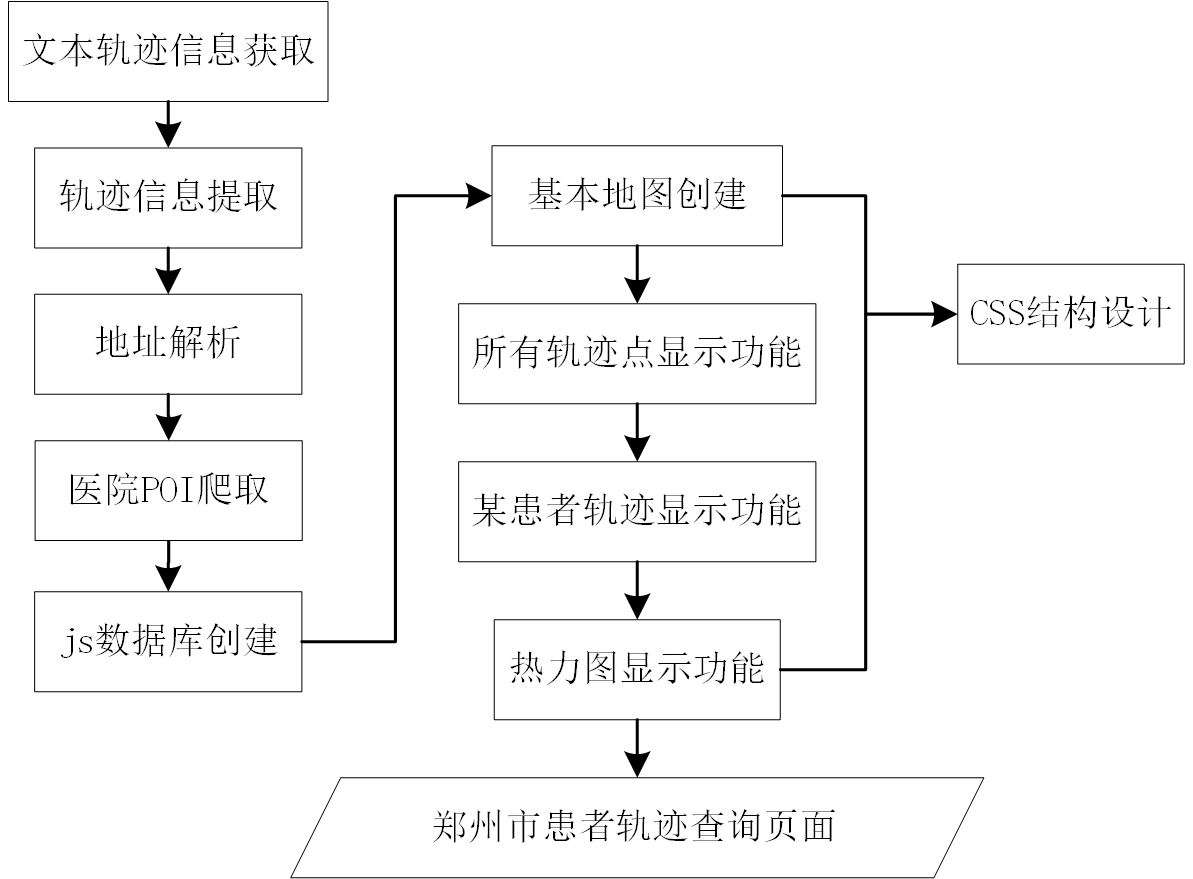 文本轨迹信息获取
轨迹信息提取
地址解析
医院POI爬取
js数据库创建
基本地图创建
所有轨迹点显示功能
某患者轨迹显示功能
热力图显示功能
CSS结构设计
郑州市患者轨迹查询页面